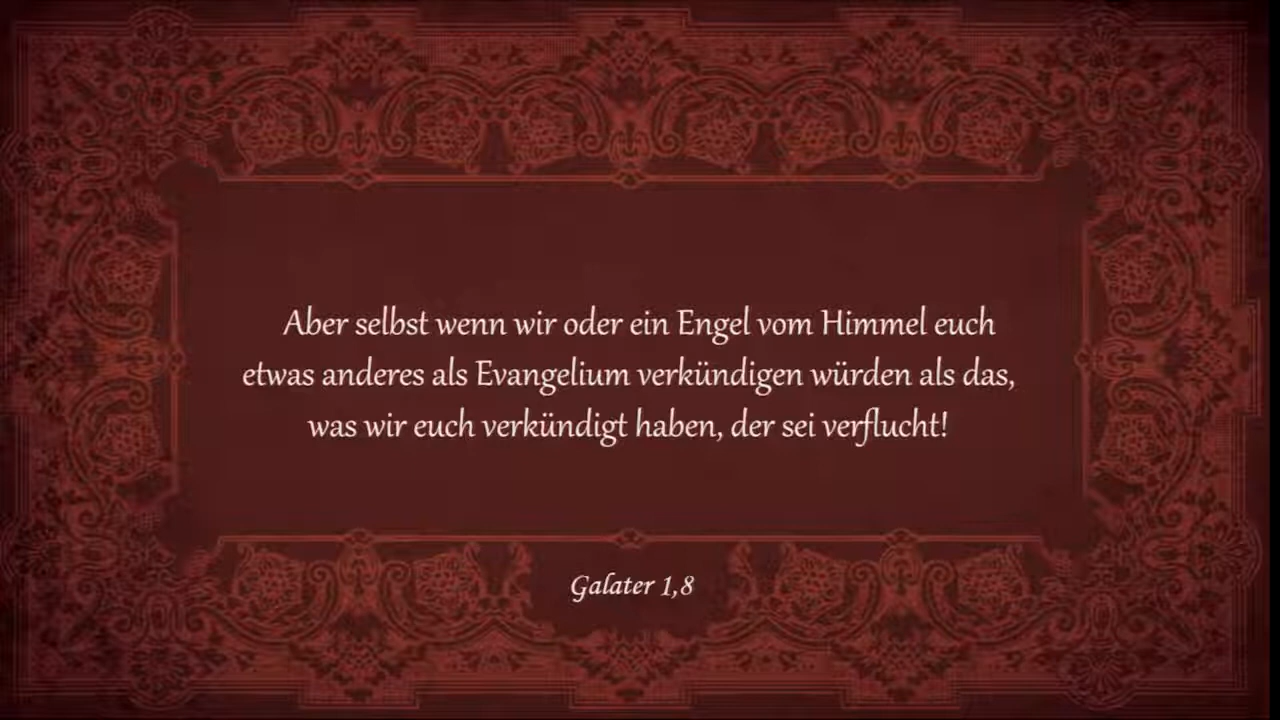 Aber selbst wenn wir oder ein Engel vom Himmel euch
etwas anderes als Evangelium verkündigen würden als das,
was wir euch verkündigt haben, der sei verflucht!
Galater 1,8